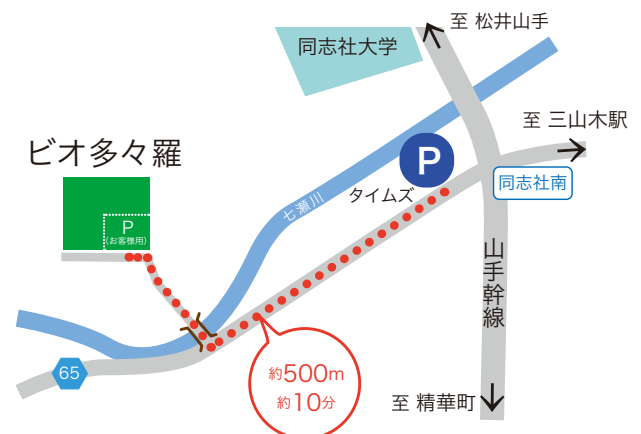 至 松井山手
同志社大学
至 三山木駅
ビオ多々羅
P
同志社南
タイムズ
七瀬川
P
(お客様用)
山手幹線
65
約500m
約10分
至 精華町